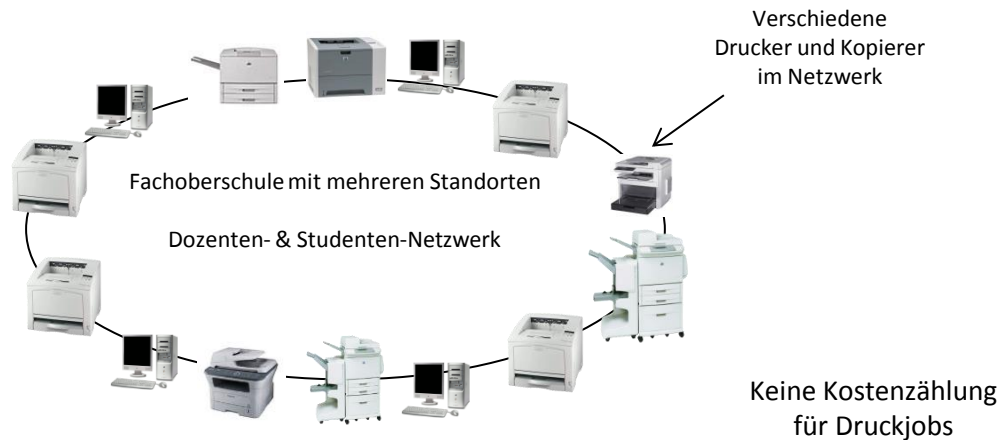 Verschiedene
Drucker und Kopierer
im Netzwerk
Fachoberschule mit mehreren Standorten
Dozenten- & Studenten-Netzwerk
Keine Kostenzählung
für Druckjobs